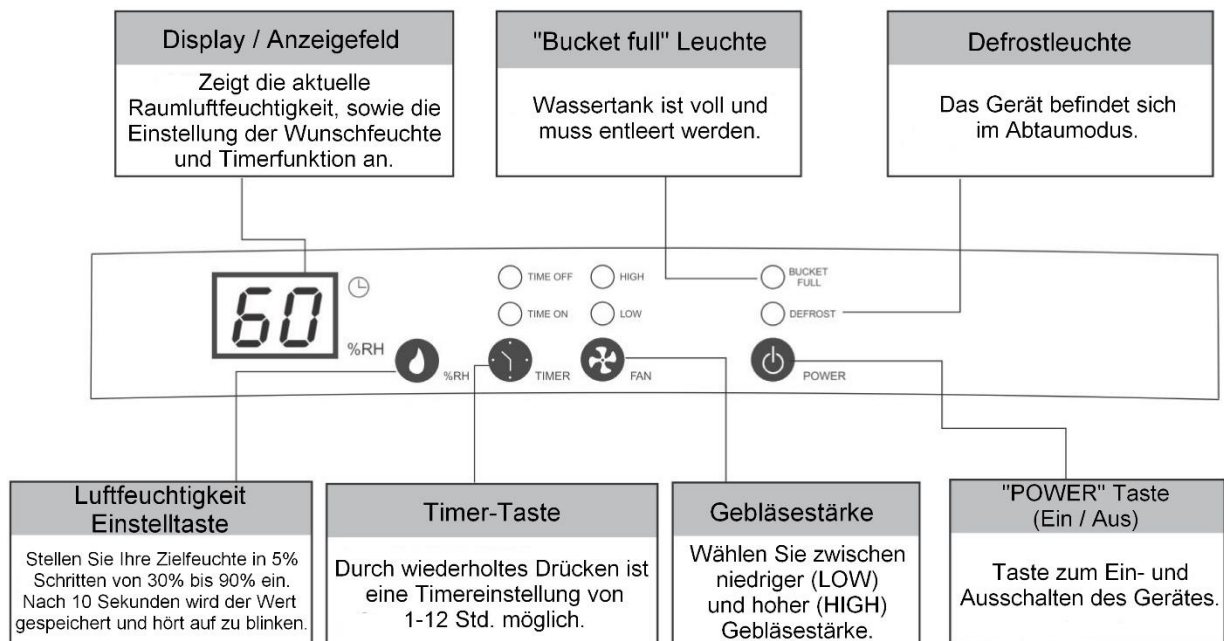 Display / Anzeigefeld
Zeigt die aktuelle
Raumluftfeuchtigkeit, sowie die
Einstellung der Wunschfeuchte
und Timerfunktion an.
"Bucket full" Leuchte
Wassertank ist voll und
muss entleert werden.
Defrostleuchte
Das Gerät befindet sich
im Abtaumodus.
60
%RH
%RH
TIME OFF
TIME ON
TIMER
HIGH
LOW
FAN
BUCKET
FULL
DEFROST
POWER
Luftfeuchtigkeit
Einstelltaste
Stellen Sie Ihre Zielfeuchte in 5%
Schritten von 30% bis 90% ein.
Nach 10 Sekunden wird der Wert
gespeichert und hört auf zu blinken.
Timer-Taste
Durch wiederholtes Drücken ist
eine Timereinstellung von
1-12 Std. möglich.
Gebläsestärke
Wählen Sie zwischen
niedriger (LOW)
und hoher (HIGH)
Gebläsestärke.
"POWER" Taste
(Ein / Aus)
Taste zum Ein- und
Ausschalten des Gerätes.